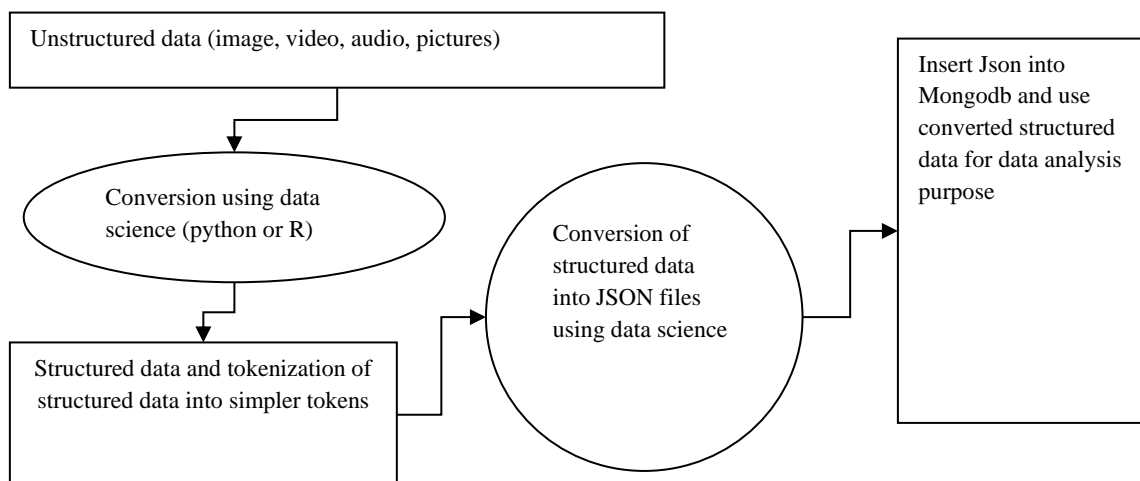 Unstructured data (image, video, audio, pictures)
Conversion using data
science (python or R)
Structured data and tokenization of
structured data into simpler tokens
Conversion of
structured data
into JSON files
using data science
Insert Json into
Mongodb and use
converted structured
data for data analysis
purpose